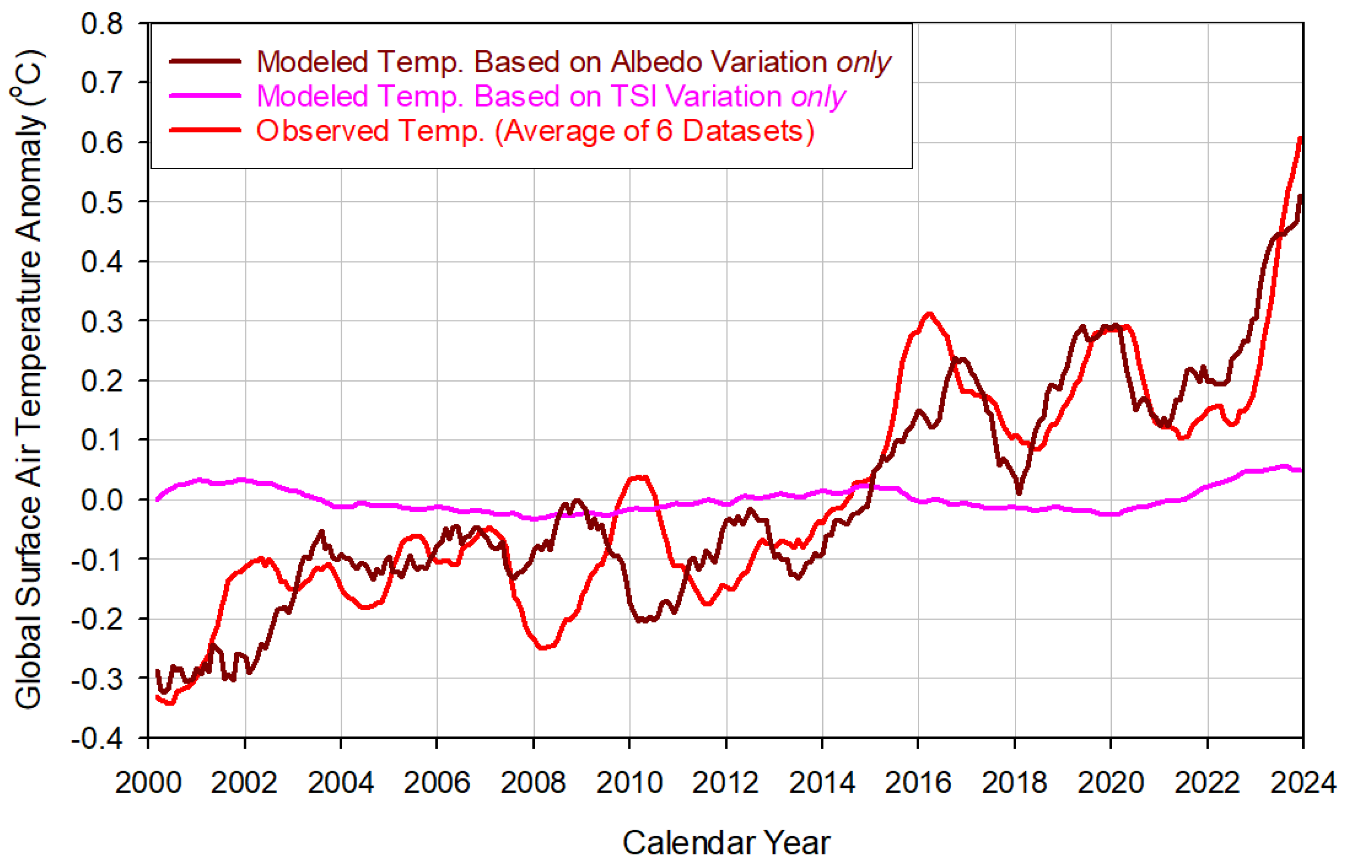 Modeled Temp. Based on Albedo Variation only
Modeled Temp. Based on TSI Variation only
Observed Temp. (Average of 6 Datasets)
Global Surface Air Temperature Anomaly (°C)
0.8
0.7
0.6
0.5
0.4
0.3
0.2
0.1
0.0
-0.1
-0.2
-0.3
-0.4
2000 2002 2004 2006 2008 2010 2012 2014 2016 2018 2020 2022 2024
Calendar Year